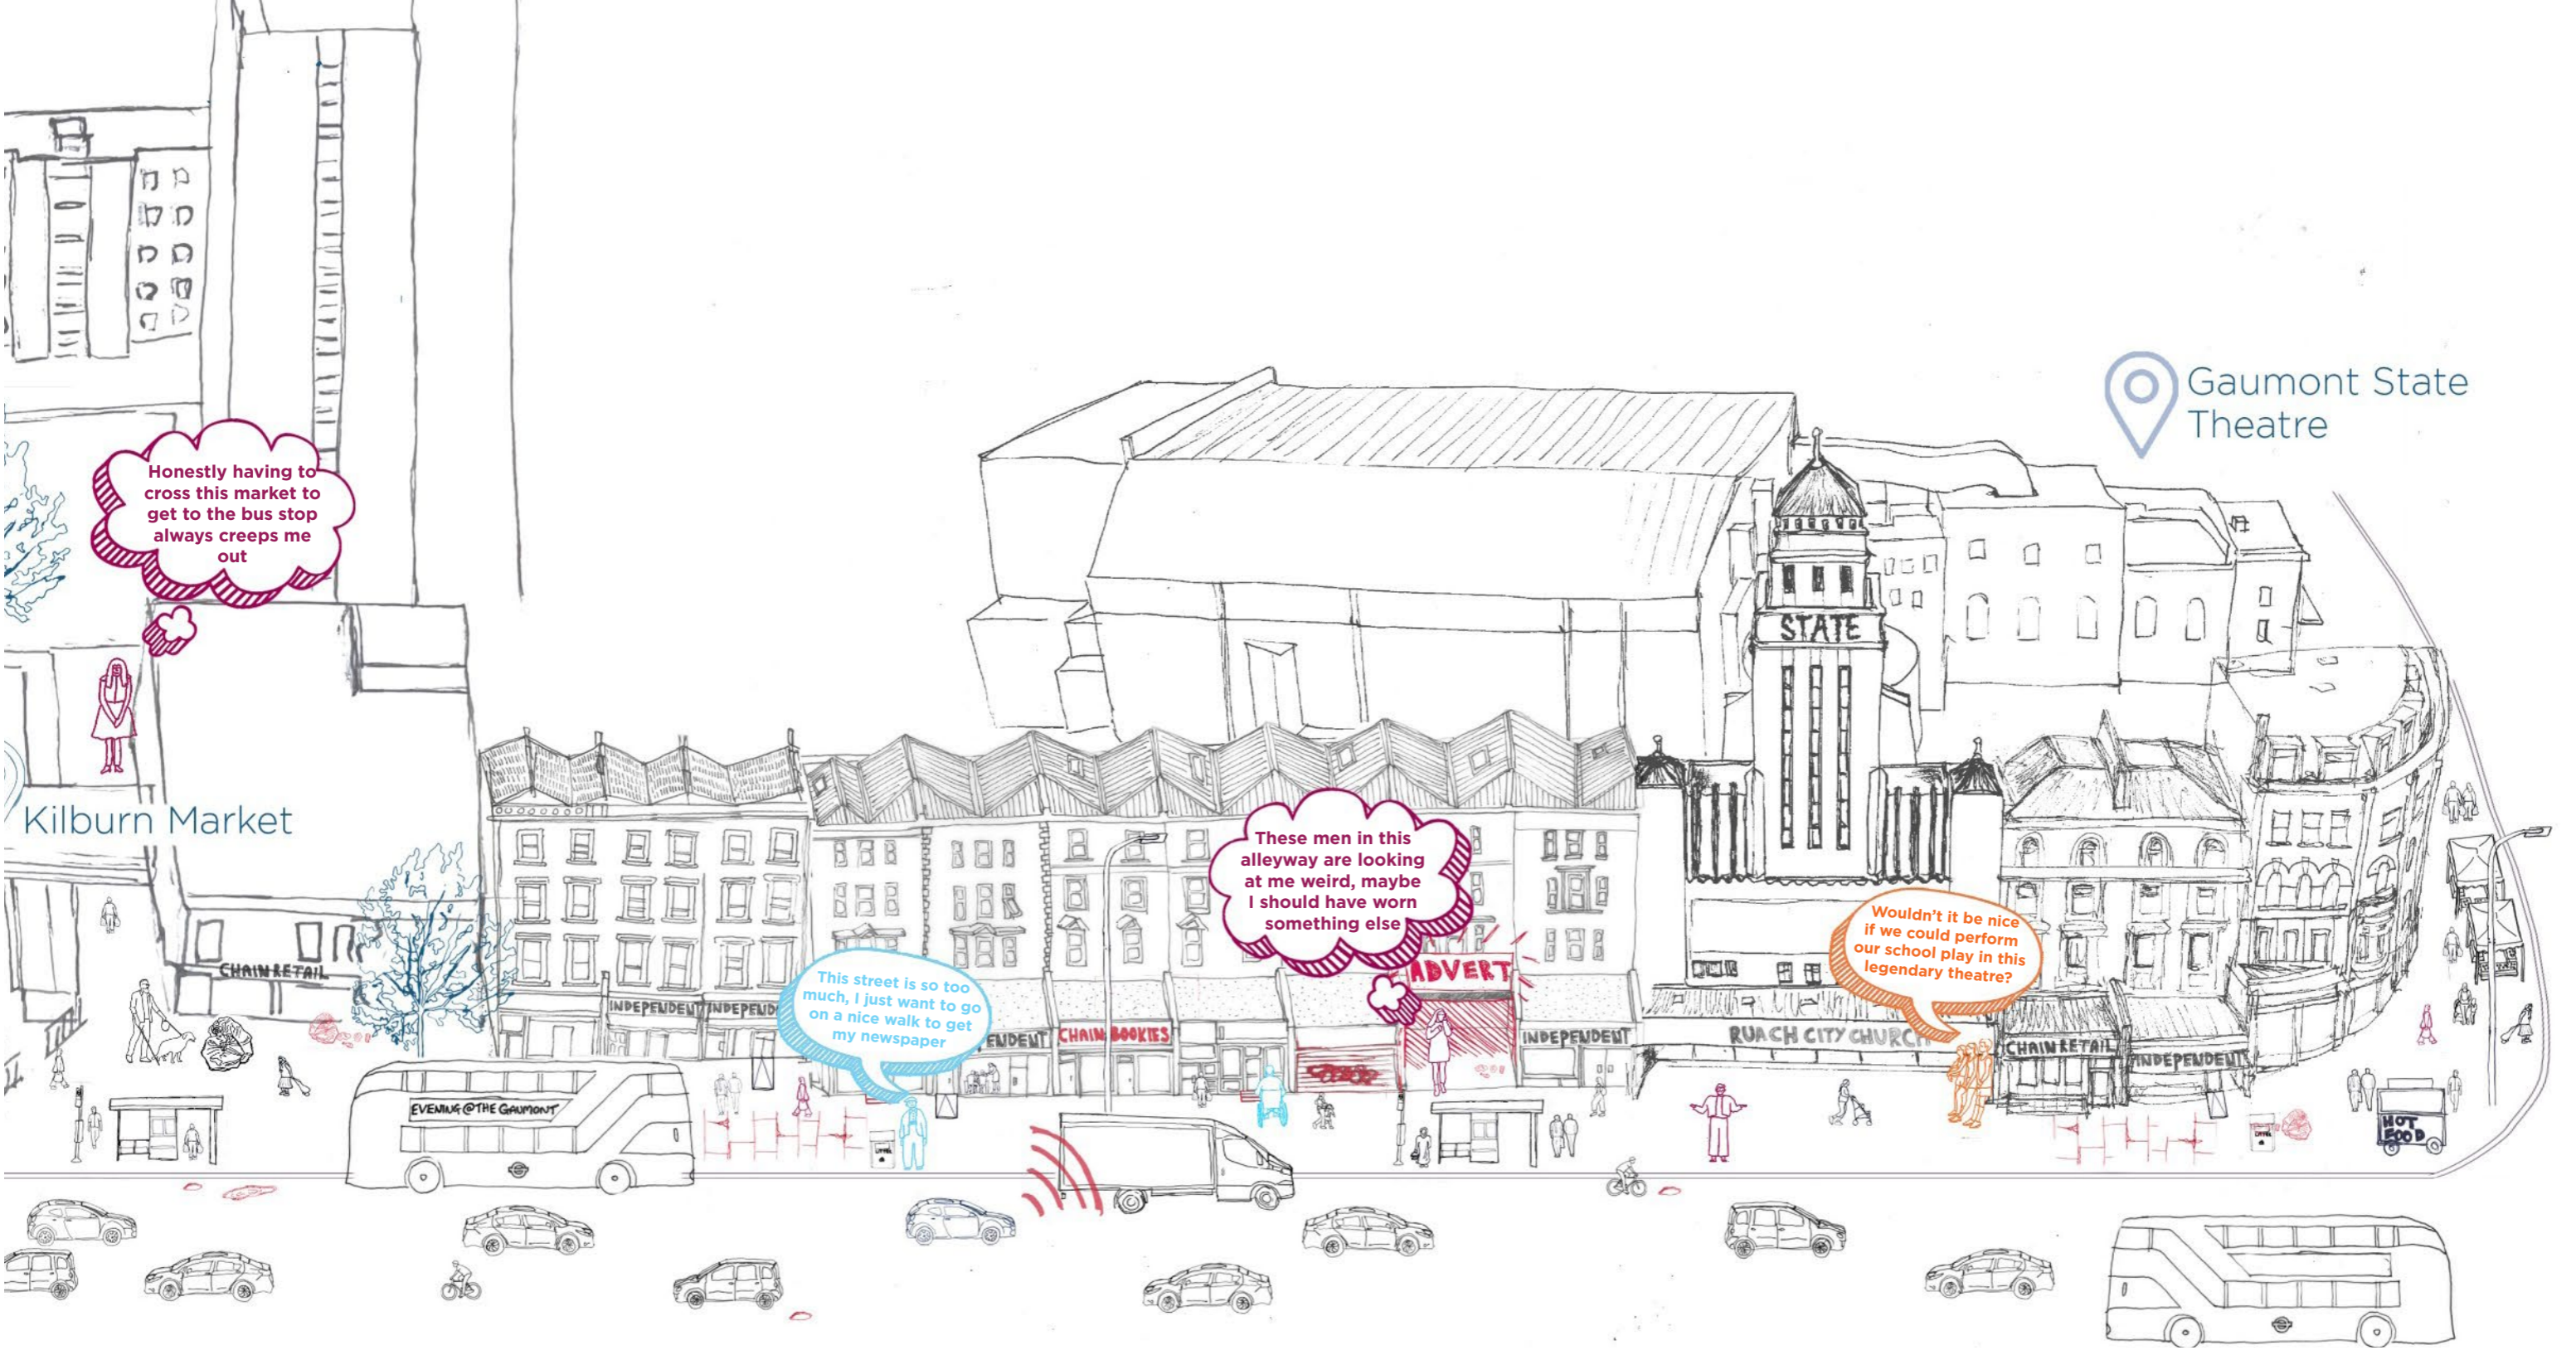 Gaumont State
Theatre
Honestly having to
cross this market to
get to the bus stop
always creeps me
out
STATE
Kilburn Market
These men in this
alleyway are looking
at me weird, maybe
I should have worn
something else
Wouldn't it be nice
if we could perform
our school play in this
legendary theatre?
ADVERT
CHAIN RETAIL
This street is so too
much, I just want to go
on a nice walk to get
my newspaper
INDEPENDENT
INDEPEND
ENDENT
CHAIN BOOKIES
INDEPENDENT
RUACH CITY CHURCH
CHAIN RETAIL
INDEPENDENT
EVENING @ THE GAUMONT
HOT
FOOD